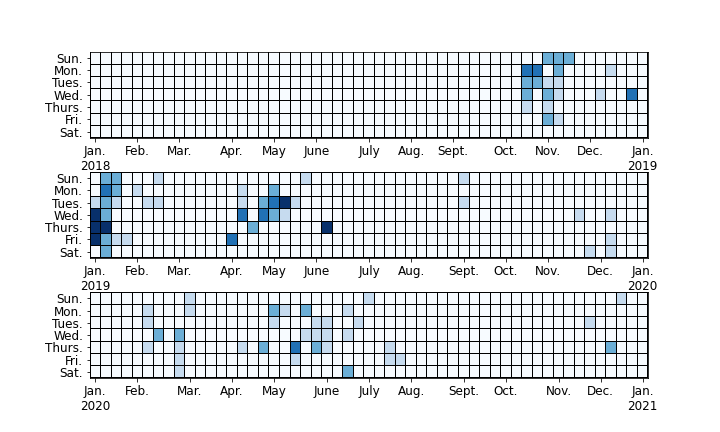 Sun.
Mon.
Tues.
Wed.
Thurs.
Fri.
Sat.
Jan. Feb. Mar. Apr. May June July Aug. Sept. Oct. Nov. Dec. Jan.
2018 2019
Sun.
Mon.
Tues.
Wed.
Thurs.
Fri.
Sat.
Jan. Feb. Mar. Apr. May June July Aug. Sept. Oct. Nov. Dec. Jan.
2019 2020
Sun.
Mon.
Tues.
Wed.
Thurs.
Fri.
Sat.
Jan. Feb. Mar. Apr. May June July Aug. Sept. Oct. Nov. Dec. Jan.
2020 2021